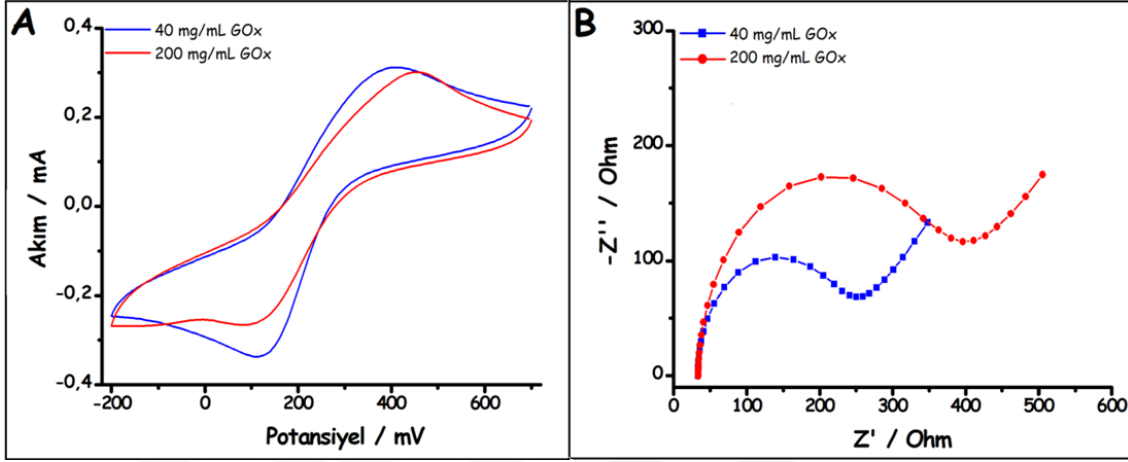 A
40 mg/mL GOx
200 mg/mL GOx
0,4
0,2
0,0
-0,2
-0,4
Akım / mA
-200 0 200 400 600
Potansiyel / mV
B
40 mg/mL GOx
200 mg/mL GOx
300
200
100
0
-Z'' / Ohm
0 100 200 300 400 500 600
Z' / Ohm